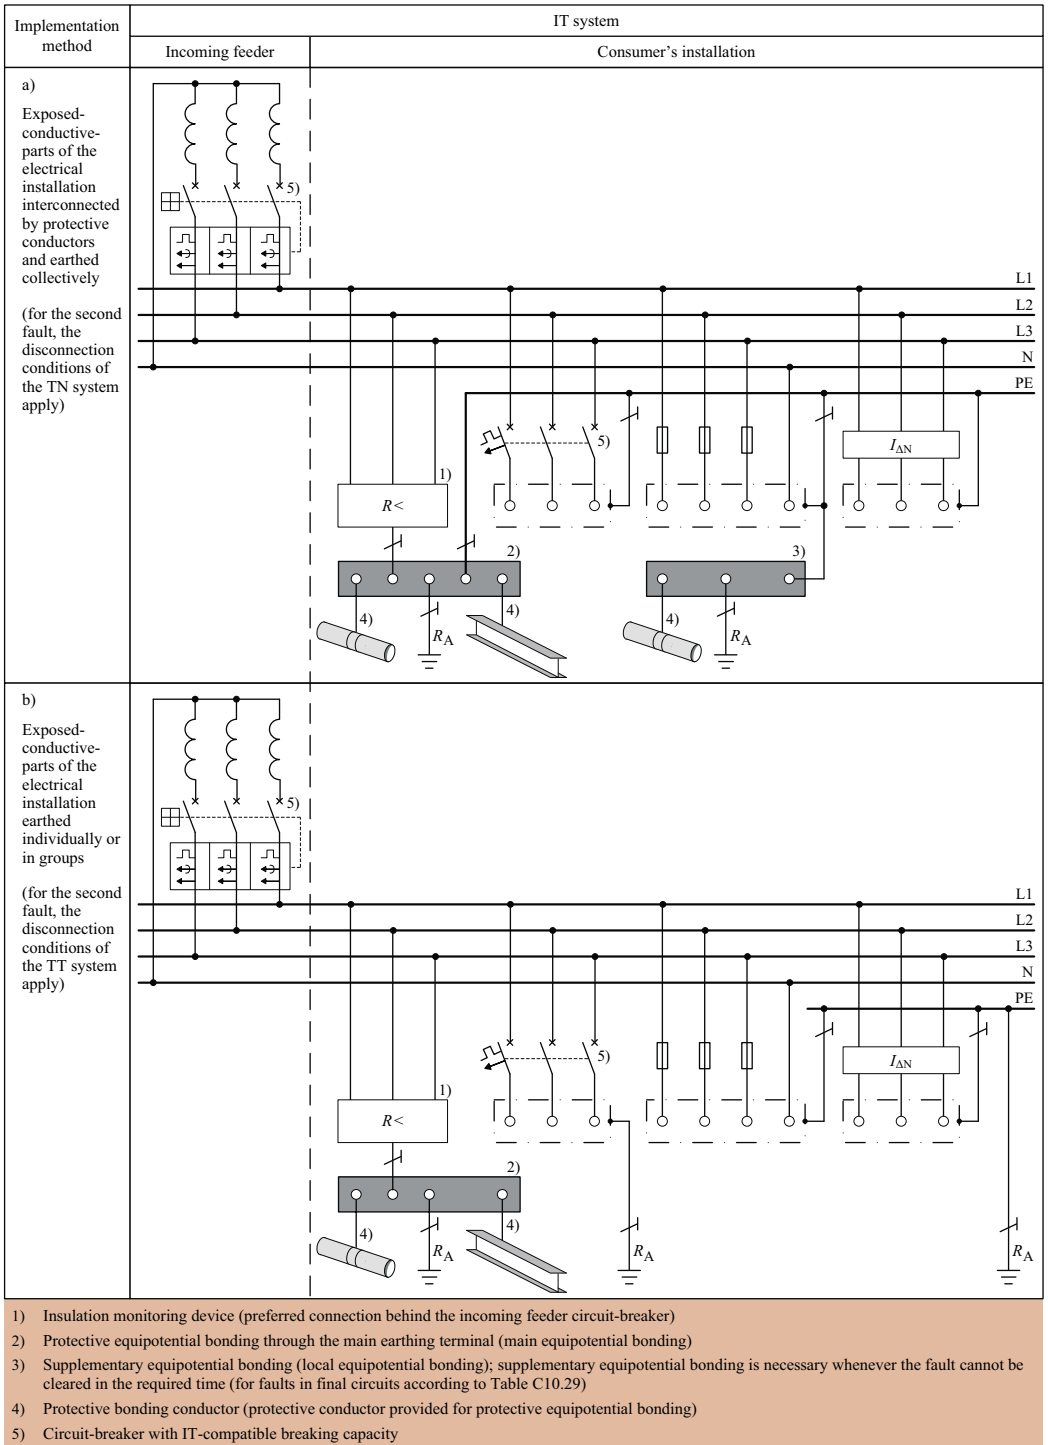 Implementation
method
IT system
Incoming feeder
Consumer's installation
a)
Exposed-
conductive-
parts of the
electrical
installation
interconnected
by protective
conductors
and earthed
collectively
(for the second
fault, the
disconnection
conditions of
the TN system
apply)
5)
L1
L2
L3
N
PE
5)
I∆N
1)
R<
2)
3)
4)
RA
4)
4)
RA
b)
Exposed-
conductive-
parts of the
electrical
installation
earthed
individually or
in groups
(for the second
fault, the
disconnection
conditions of
the TT system
apply)
5)
L1
L2
L3
N
PE
5)
I∆N
1)
R<
2)
4)
RA
4)
RA
RA
1) Insulation monitoring device (preferred connection behind the incoming feeder circuit-breaker)
2) Protective equipotential bonding through the main earthing terminal (main equipotential bonding)
3) Supplementary equipotential bonding (local equipotential bonding); supplementary equipotential bonding is necessary whenever the fault cannot be
cleared in the required time (for faults in final circuits according to Table C10.29)
4) Protective bonding conductor (protective conductor provided for protective equipotential bonding)
5) Circuit-breaker with IT-compatible breaking capacity